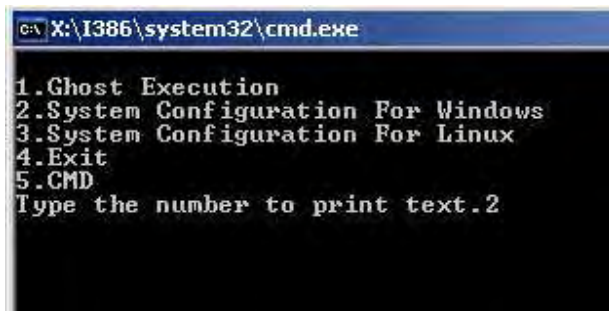 X:\I386\system32\cmd.exe
1.Ghost Execution
2.System Configuration For Windows
3.System Configuration For Linux
4.Exit
5.CMD
Type the number to print text.2